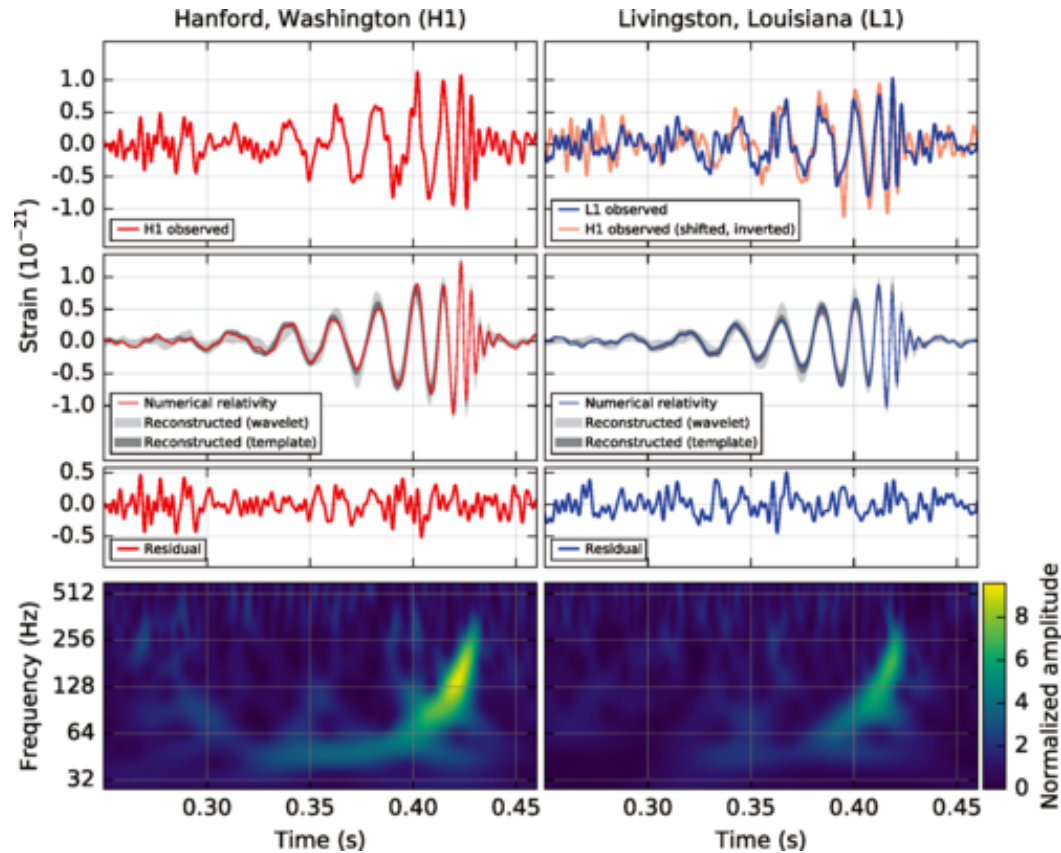 Hanford, Washington (H1)
Livingston, Louisiana (L1)
Strain (10⁻²¹)
1.0
0.5
0.0
-0.5
-1.0
H1 observed
L1 observed
H1 observed (shifted, inverted)
1.0
0.5
0.0
-0.5
-1.0
Numerical relativity
Reconstructed (wavelet)
Reconstructed (template)
Numerical relativity
Reconstructed (wavelet)
Reconstructed (template)
0.5
0.0
-0.5
Residual
Residual
Frequency (Hz)
512
256
128
64
32
Normalized amplitude
8
6
4
2
0
0.30
0.35
0.40
0.45
0.30
0.35
0.40
0.45
Time (s)
Time (s)